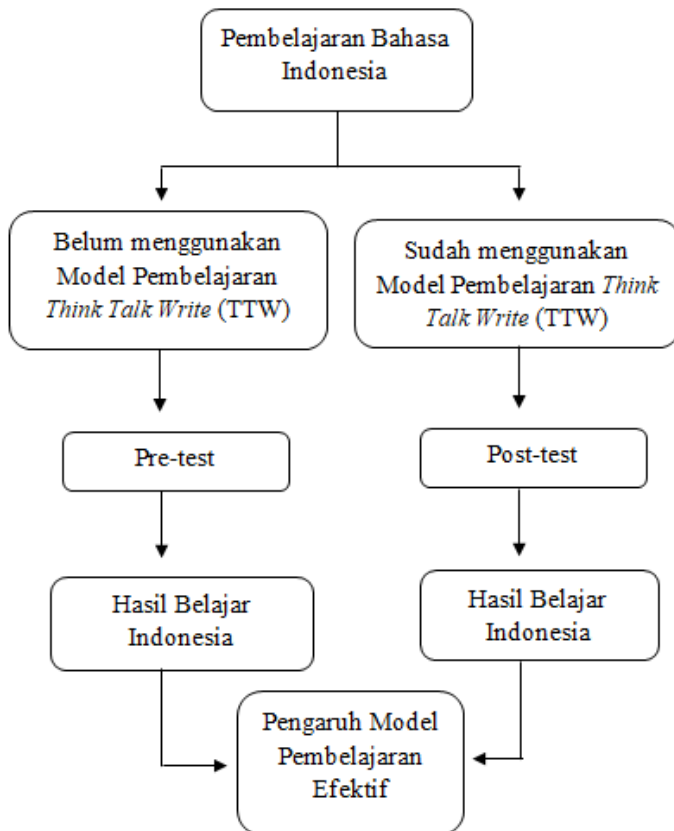 Pembelajaran Bahasa
Indonesia
Belum menggunakan
Model Pembelajaran
Think Talk Write (TTW)
Sudah menggunakan
Model Pembelajaran Think
Talk Write (TTW)
Pre-test
Post-test
Hasil Belajar
Indonesia
Hasil Belajar
Indonesia
Pengaruh Model
Pembelajaran
Efektif